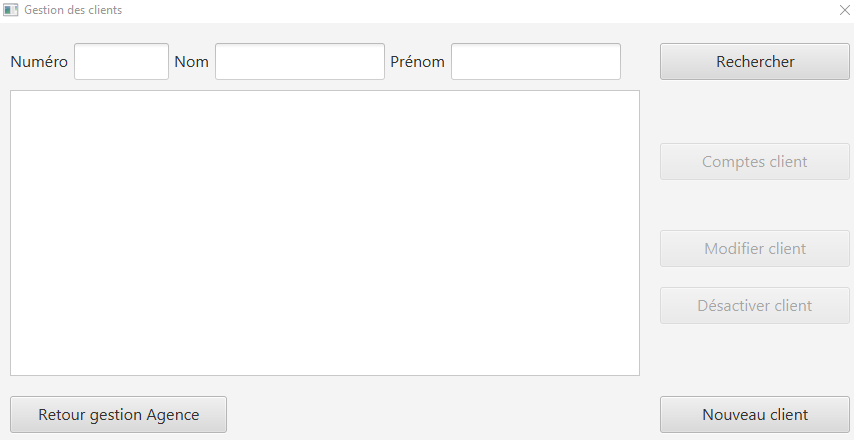 Gestion des clients
Numéro Nom Prénom Rechercher
Comptes client
Modifier client
Désactiver client
Retour gestion Agence Nouveau client